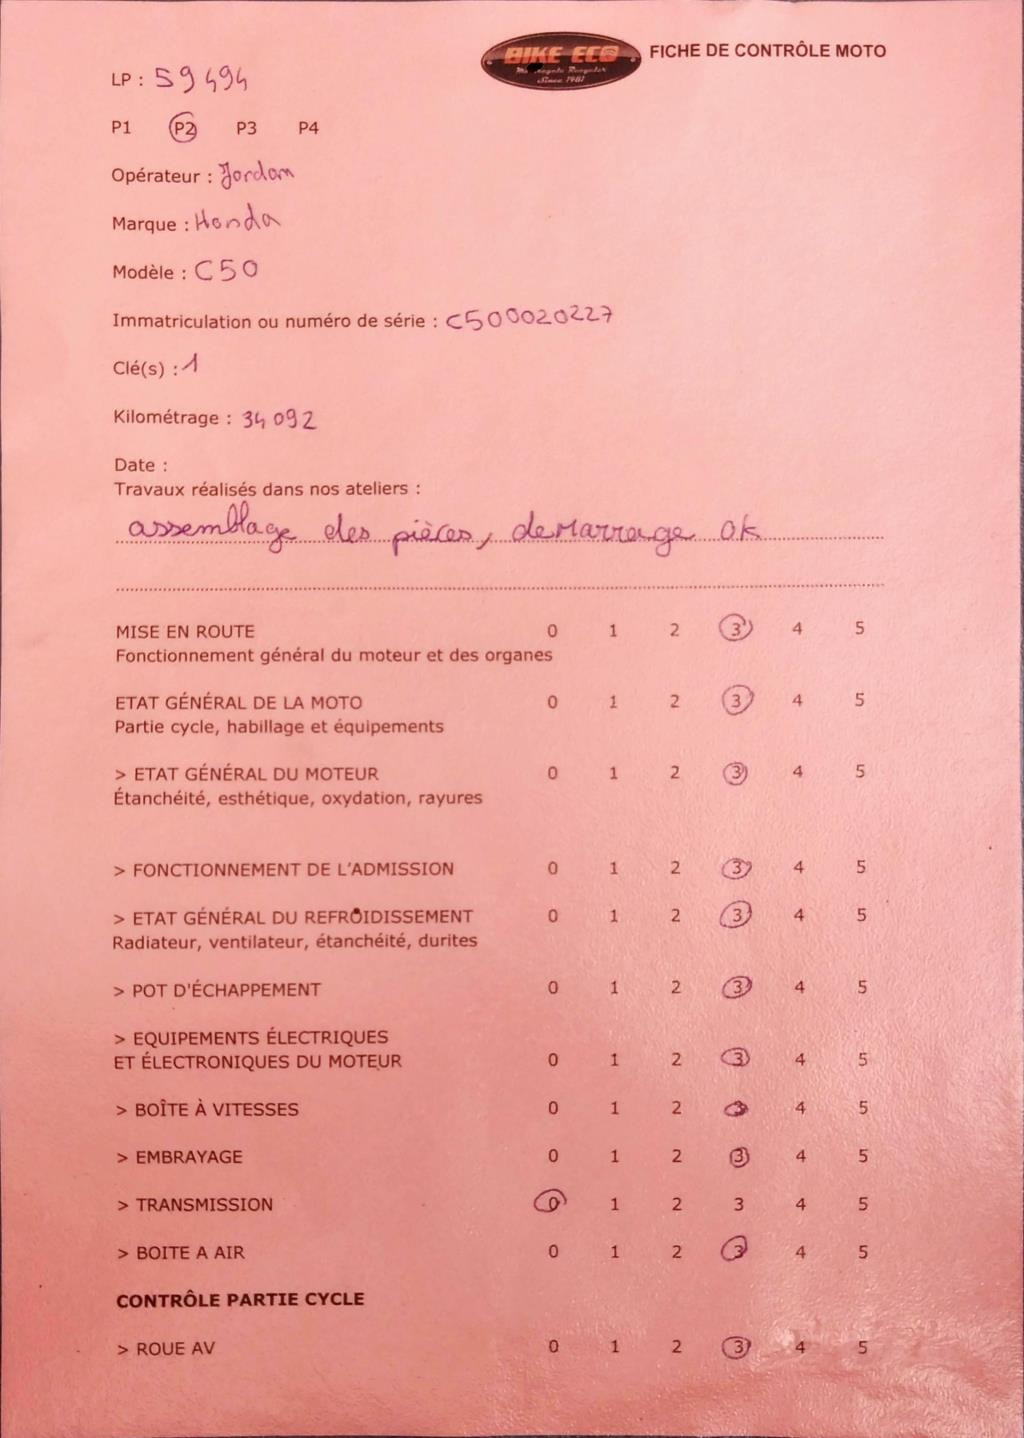 BIKE ECO
Motorcycle Recycler
Since 1981
FICHE DE CONTRÔLE MOTO
LP : 59494
P1 P2 P3 P4
Opérateur : Jordan
Marque : Honda
Modèle : C50
Immatriculation ou numéro de série : C500020227
Clé(s) : 1
Kilométrage : 34092
Date :
Travaux réalisés dans nos ateliers :
assemblage des pièces, demarrage ok
MISE EN ROUTE 0 1 2 3 4 5
Fonctionnement général du moteur et des organes
ETAT GÉNÉRAL DE LA MOTO 0 1 2 3 4 5
Partie cycle, habillage et équipements
> ETAT GÉNÉRAL DU MOTEUR 0 1 2 3 4 5
Étanchéité, esthétique, oxydation, rayures
> FONCTIONNEMENT DE L'ADMISSION 0 1 2 3 4 5
> ETAT GÉNÉRAL DU REFROIDISSEMENT 0 1 2 3 4 5
Radiateur, ventilateur, étanchéité, durites
> POT D'ÉCHAPPEMENT 0 1 2 3 4 5
> EQUIPEMENTS ÉLECTRIQUES
ET ÉLECTRONIQUES DU MOTEUR 0 1 2 3 4 5
> BOÎTE À VITESSES 0 1 2 3 4 5
> EMBRAYAGE 0 1 2 3 4 5
> TRANSMISSION 0 1 2 3 4 5
> BOITE A AIR 0 1 2 3 4 5
CONTRÔLE PARTIE CYCLE
> ROUE AV 0 1 2 3 4 5